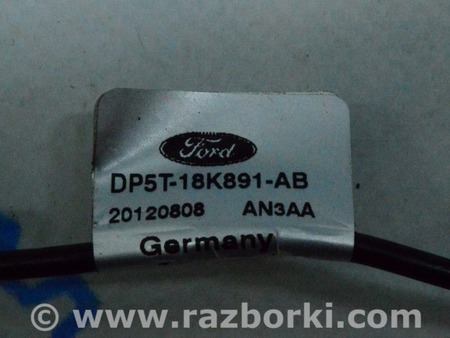 Ford
DP5T-18K891-AB
20120808 AN3AA
Germany
© www.razborki.com